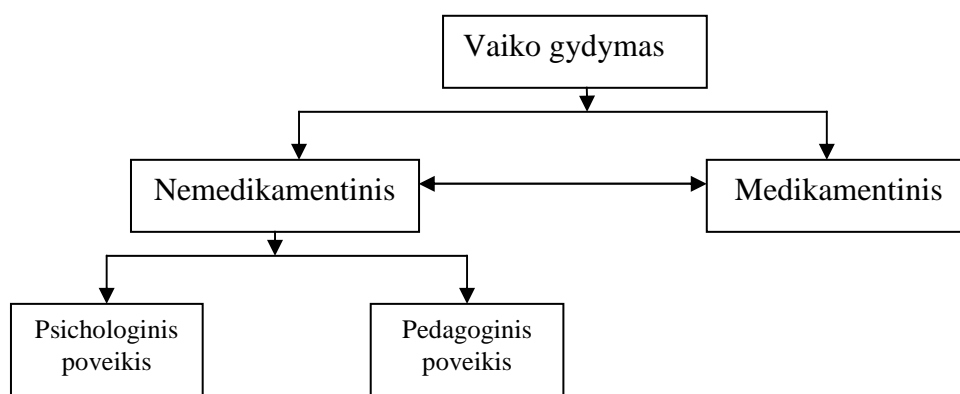 Vaiko gydymas
Nemedikamentinis
Medikamentinis
Psichologinis
poveikis
Pedagoginis
poveikis